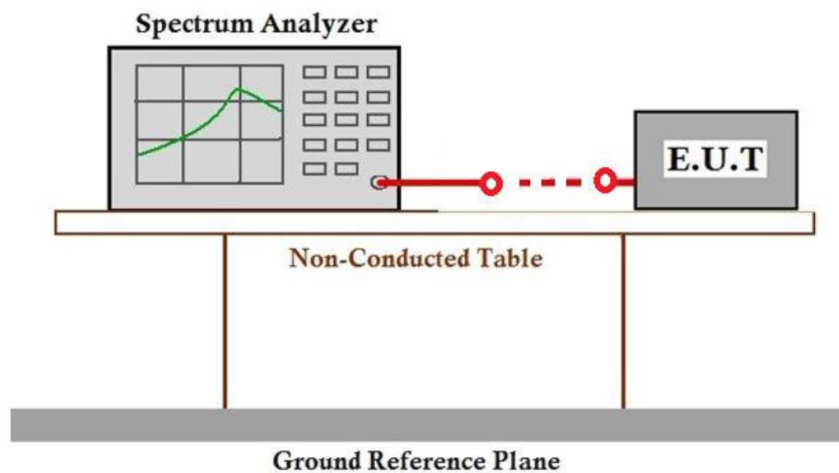 Spectrum Analyzer
E.U.T
Non-Conducted Table
Ground Reference Plane